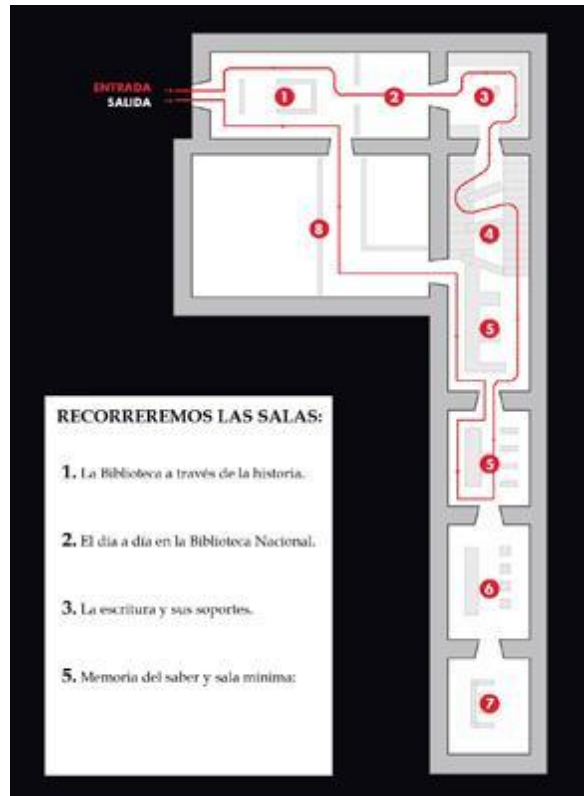 ENTRADA
SALIDA
1
2
3
4
8
5
5
6
7
RECORREREMOS LAS SALAS:
1. La Biblioteca a través de la historia.
2. El día a día en la Biblioteca Nacional.
3. La escritura y sus soportes.
5. Memoria del saber y sala mínima: